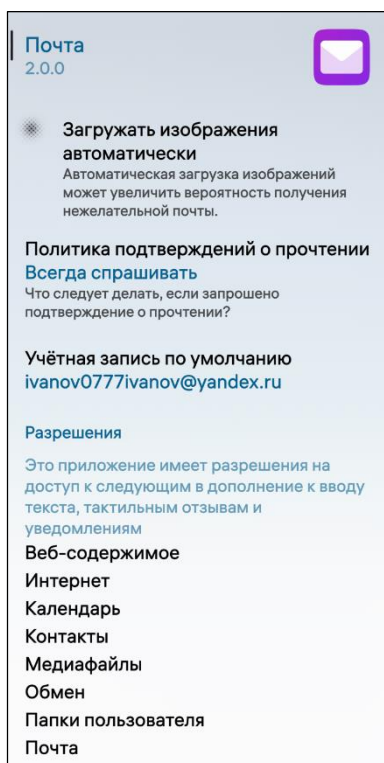 Почта
2.0.0
Загружать изображения
автоматически
Автоматическая загрузка изображений
может увеличить вероятность получения
нежелательной почты.
Политика подтверждений о прочтении
Всегда спрашивать
Что следует делать, если запрошено
подтверждение о прочтении?
Учётная запись по умолчанию
ivanov0777ivanov@yandex.ru
Разрешения
Это приложение имеет разрешения на
доступ к следующим в дополнение к вводу
текста, тактильным отзывам и
уведомлениям
Веб-содержимое
Интернет
Календарь
Контакты
Медиафайлы
Обмен
Папки пользователя
Почта